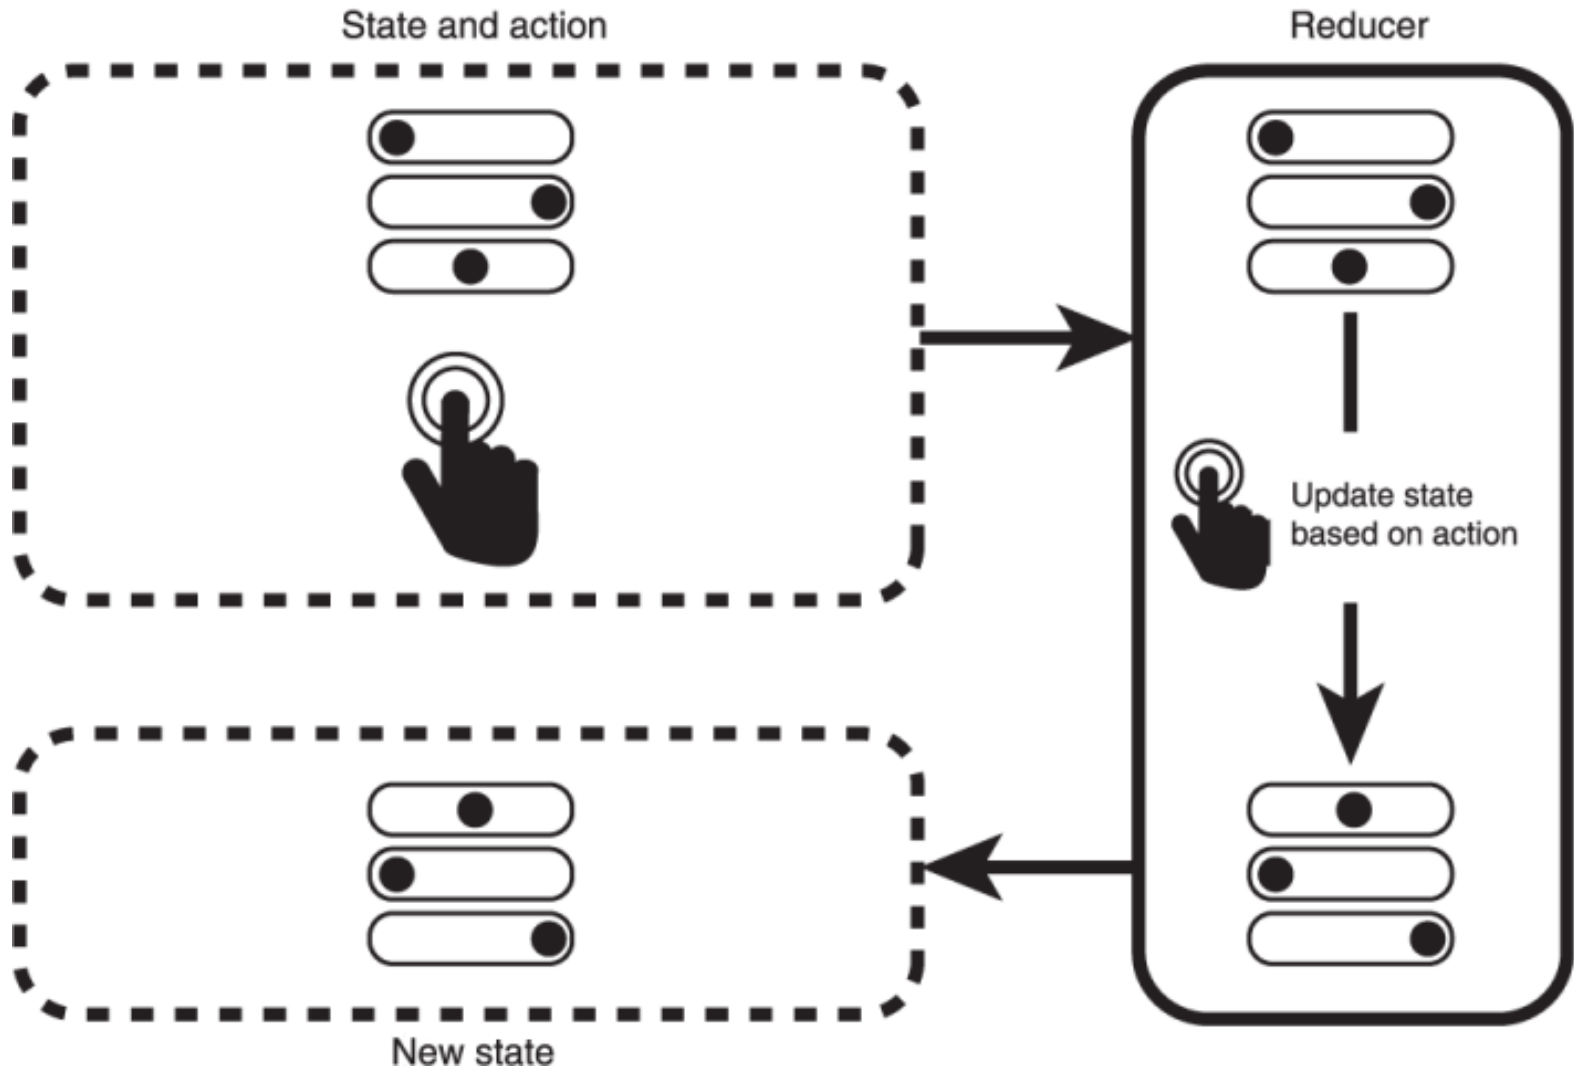 State and action
Reducer
Update state
based on action
New state